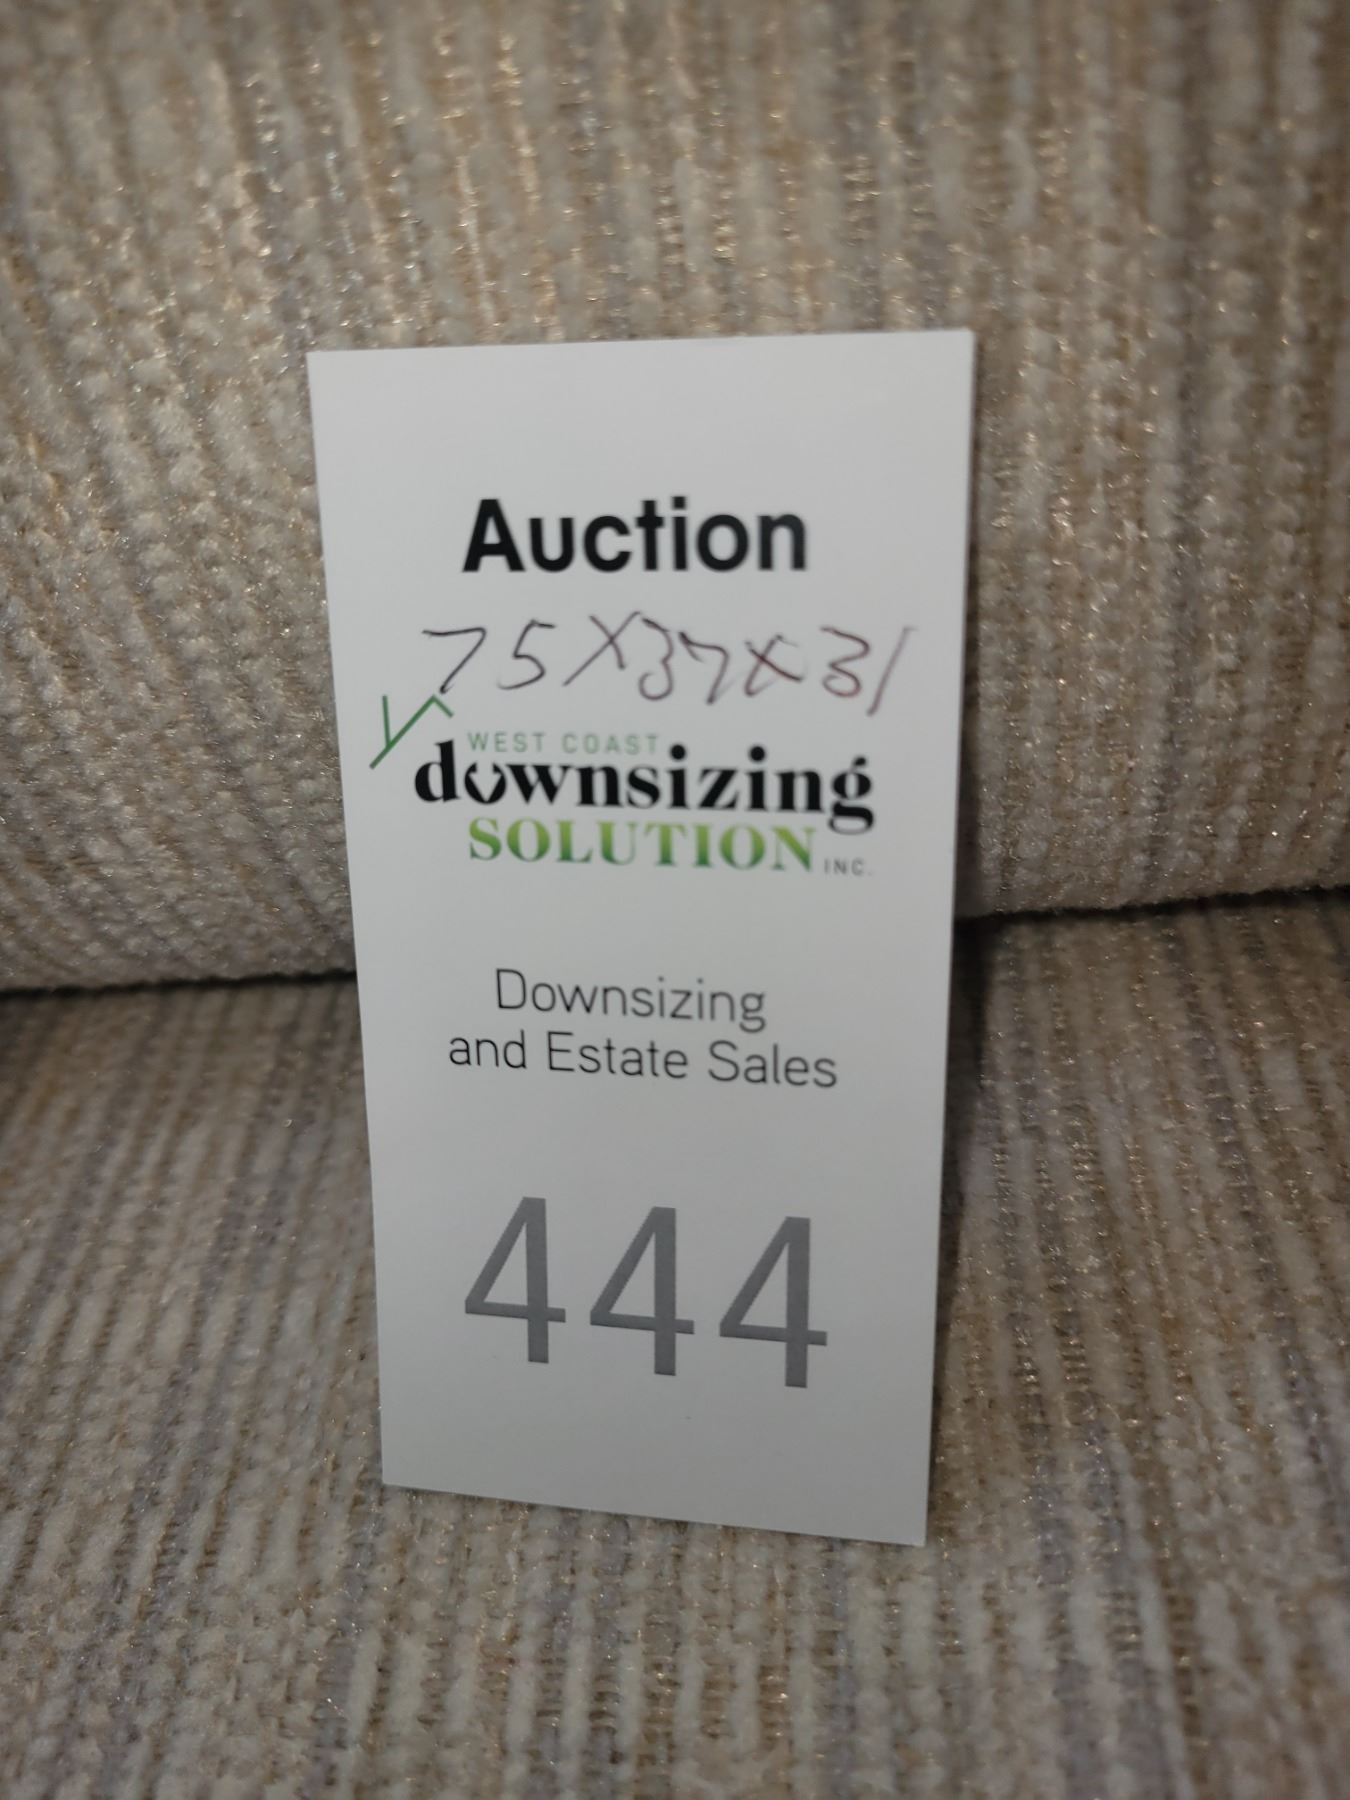 Auction
75X37X31
WEST COAST
downsizing
SOLUTION INC.
Downsizing
and Estate Sales
444